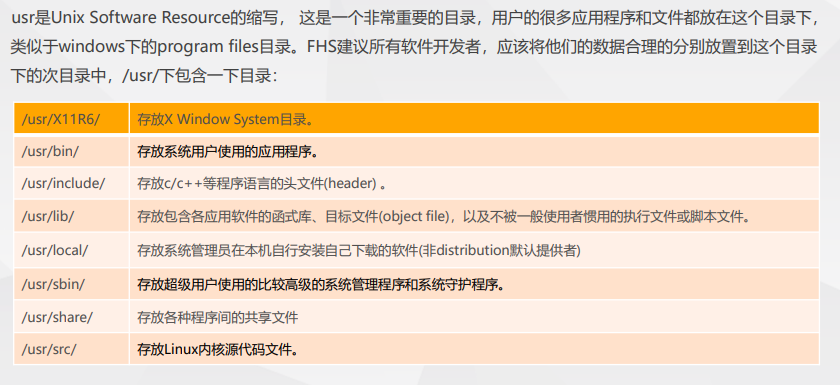 usr是Unix Software Resource的缩写， 这是一个非常重要的目录，用户的很多应用程序和文件都放在这个目录下，
类似于windows下的program files目录。FHS建议所有软件开发者，应该将他们的数据合理的分别放置到这个目录
下的次目录中，/usr/下包含一下目录：
/usr/X11R6/ 存放X Window System目录。
/usr/bin/ 存放系统用户使用的应用程序。
/usr/include/ 存放c/c++等程序语言的头文件(header) 。
/usr/lib/ 存放包含各应用软件的函式库、目标文件(object file)，以及不被一般使用者惯用的执行文件或脚本文件。
/usr/local/ 存放系统管理员在本机自行安装自己下载的软件(非distribution默认提供者)
/usr/sbin/ 存放超级用户使用的比较高级的系统管理程序和系统守护程序。
/usr/share/ 存放各种程序间的共享文件
/usr/src/ 存放Linux内核源代码文件。